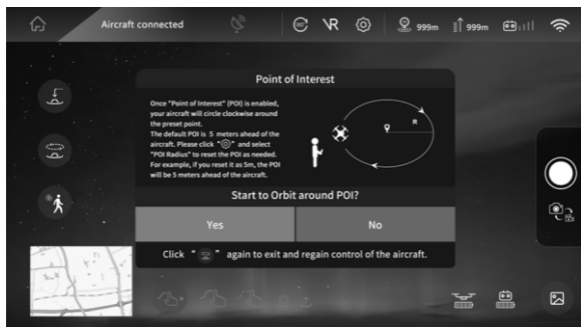 Aircraft connected
VR
999m
999m
Point of Interest
Once "Point of Interest" (POI) is enabled,
your aircraft will circle clockwise around
the preset point.
The default POI is 5 meters ahead of the
aircraft. Please click " " and select
"POI Radius" to reset the POI as needed.
For example, if you reset it as 5m, the POI
will be 5 meters ahead of the aircraft.
R
Start to Orbit around POI?
Yes
No
Click " " again to exit and regain control of the aircraft.